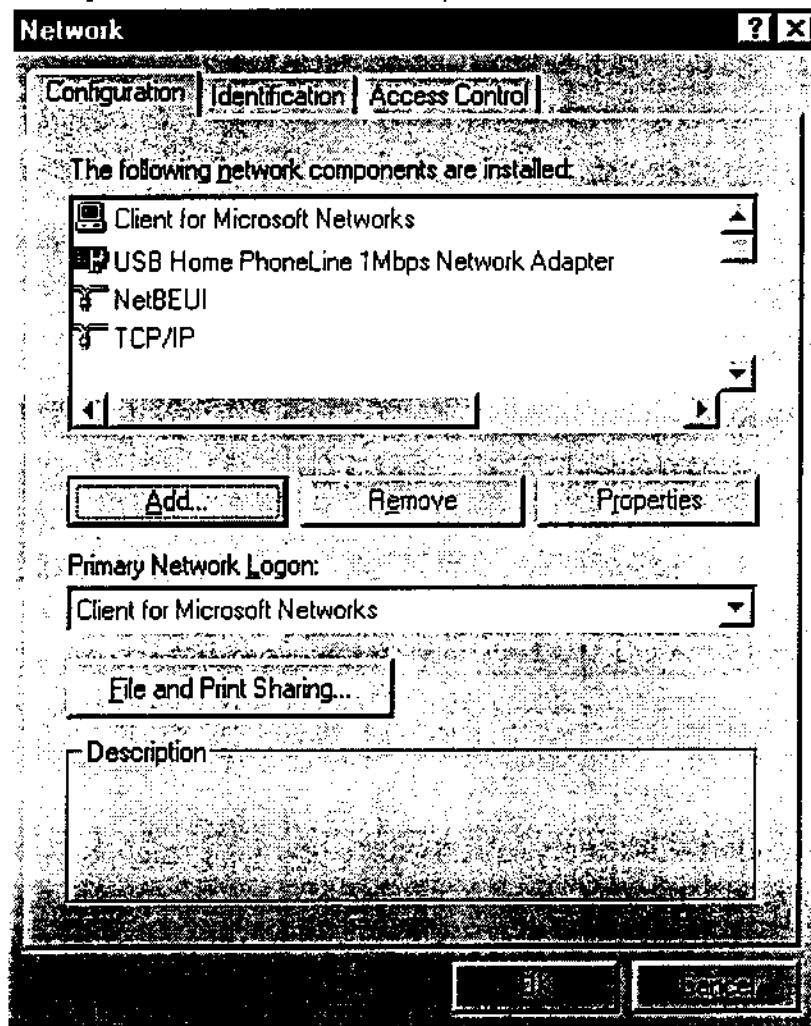 Network
Configuration Identification Access Control
The following network components are installed:
Client for Microsoft Networks
USB Home PhoneLine 1Mbps Network Adapter
NetBEUI
TCP/IP
Add... Remove Properties
Primary Network Logon:
Client for Microsoft Networks
File and Print Sharing...
Description
Cancel